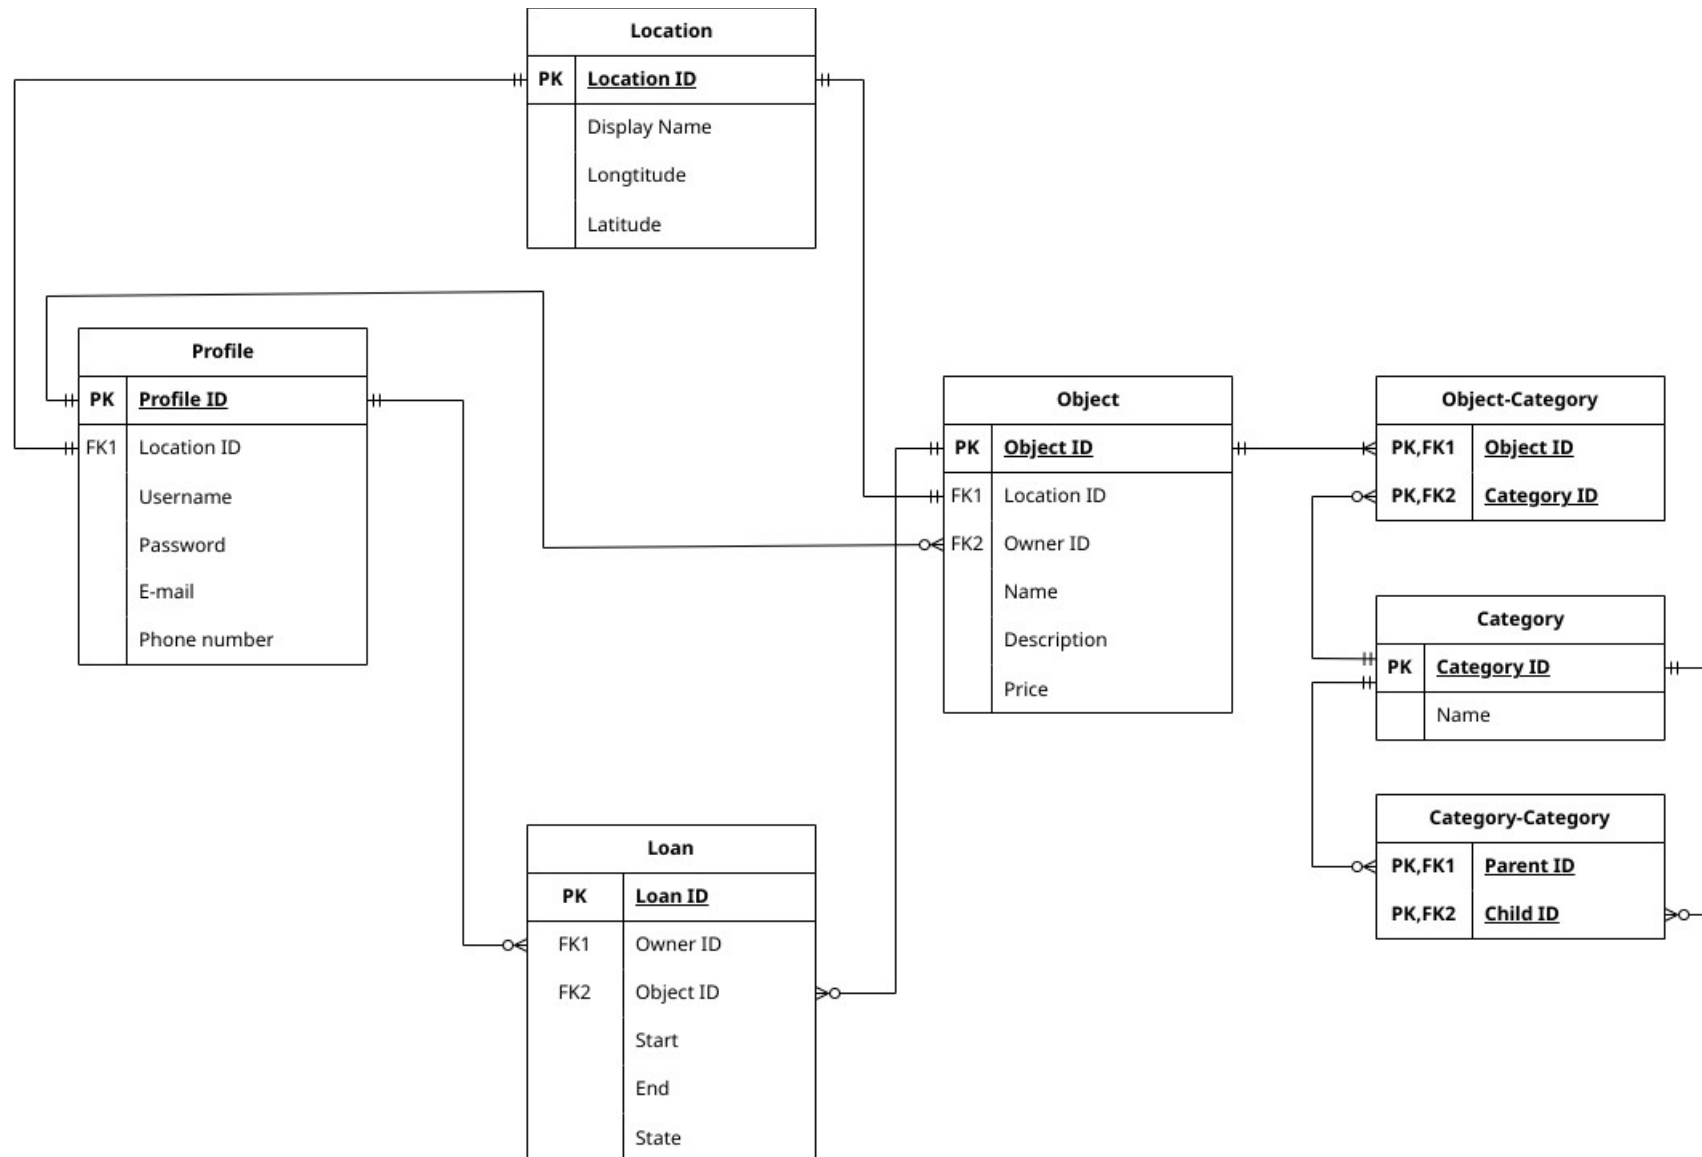 Location
PK Location ID
Display Name
Longtitude
Latitude
Profile
PK Profile ID
FK1 Location ID
Username
Password
E-mail
Phone number
Object
PK Object ID
FK1 Location ID
FK2 Owner ID
Name
Description
Price
Object-Category
PK,FK1 Object ID
PK,FK2 Category ID
Category
PK Category ID
Name
Category-Category
PK,FK1 Parent ID
PK,FK2 Child ID
Loan
PK Loan ID
FK1 Owner ID
FK2 Object ID
Start
End
State